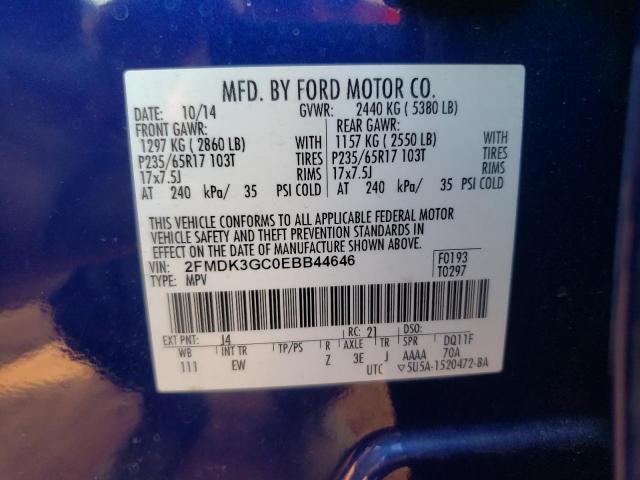 MFD. BY FORD MOTOR CO.
DATE: 10/14 GVWR: 2440 KG ( 5380 LB)
FRONT GAWR: REAR GAWR:
1297 KG ( 2860 LB) WITH 1157 KG ( 2550 LB) WITH
P235/65R17 103T TIRES P235/65R17 103T TIRES
17x7.5J RIMS 17x7.5J RIMS
AT 240 kPa/ 35 PSI COLD AT 240 kPa/ 35 PSI COLD
THIS VEHICLE CONFORMS TO ALL APPLICABLE FEDERAL MOTOR
VEHICLE SAFETY AND THEFT PREVENTION STANDARDS IN
EFFECT ON THE DATE OF MANUFACTURE SHOWN ABOVE.
VIN: 2FMDK3GC0EBB44646 F0193
TYPE: MPV T0297
EXT PNT: J4 RC: 21 DSO:
WB INT TR TP/PS R AXLE TR SPR DQ11F
111 EW Z 3E J AAAA 70A
UTC ▽5U5A-1520472-BA